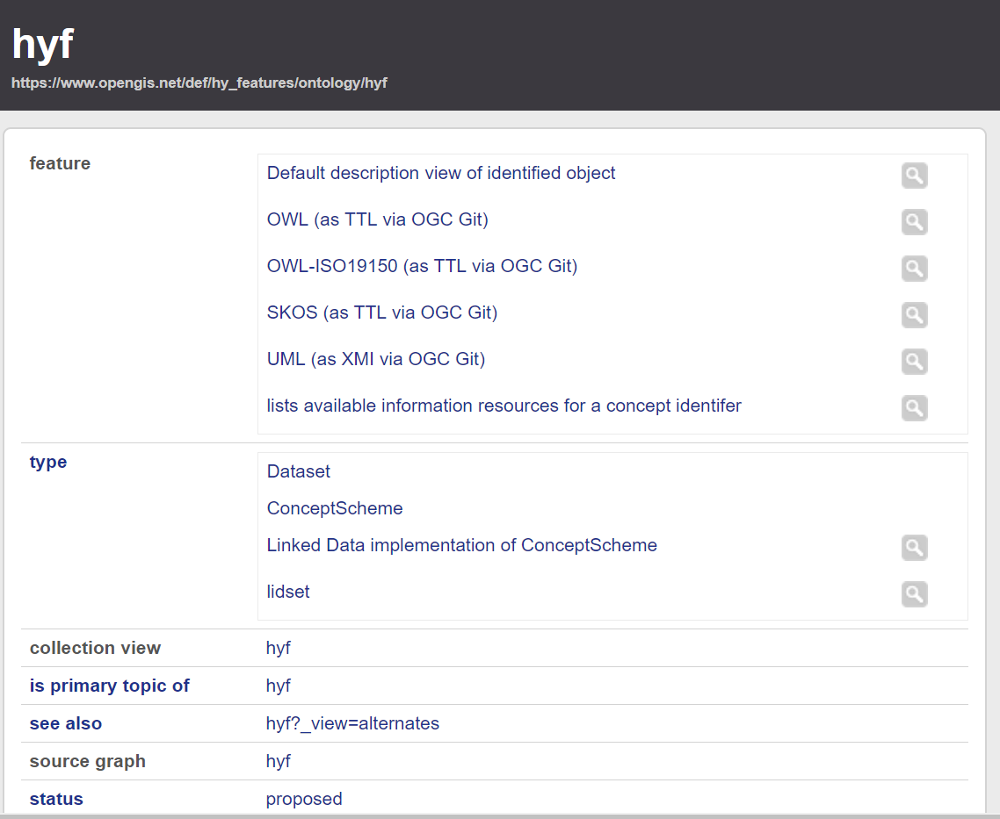 hyf
https://www.opengis.net/def/hy_features/ontology/hyf
feature
Default description view of identified object
OWL (as TTL via OGC Git)
OWL-ISO19150 (as TTL via OGC Git)
SKOS (as TTL via OGC Git)
UML (as XMI via OGC Git)
lists available information resources for a concept identifer
type
Dataset
ConceptScheme
Linked Data implementation of ConceptScheme
lidset
collection view hyf
is primary topic of hyf
see also hyf?_view=alternates
source graph hyf
status proposed